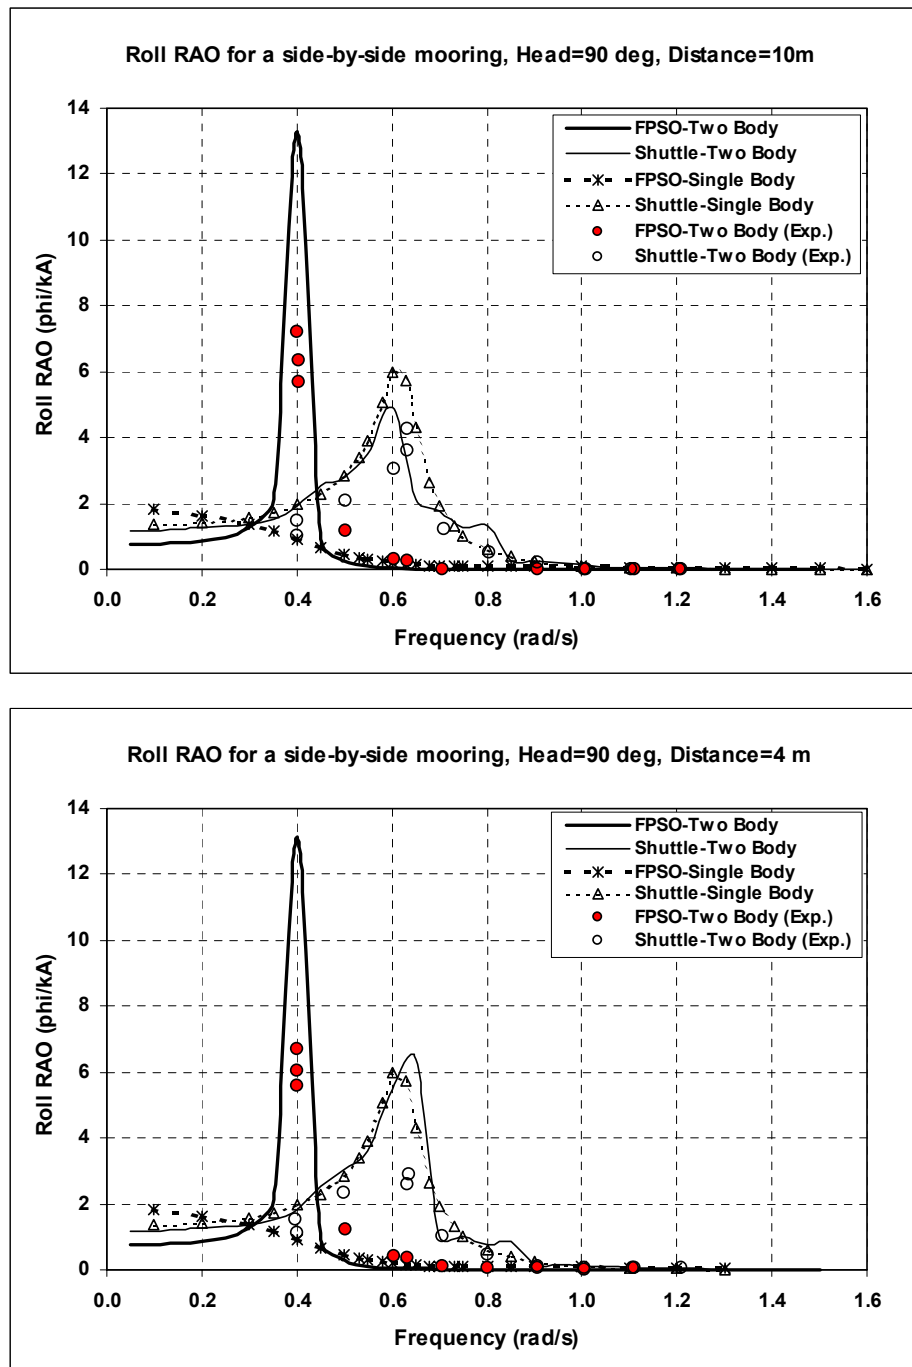 Roll RAO for a side-by-side mooring, Head=90 deg, Distance=10m
14
12
10
8
6
4
2
0
Roll RAO (phi/kA)
FPSO-Two Body
Shuttle-Two Body
FPSO-Single Body
Shuttle-Single Body
FPSO-Two Body (Exp.)
Shuttle-Two Body (Exp.)
0.0 0.2 0.4 0.6 0.8 1.0 1.2 1.4 1.6
Frequency (rad/s)
Roll RAO for a side-by-side mooring, Head=90 deg, Distance=4 m
14
12
10
8
6
4
2
0
Roll RAO (phi/kA)
FPSO-Two Body
Shuttle-Two Body
FPSO-Single Body
Shuttle-Single Body
FPSO-Two Body (Exp.)
Shuttle-Two Body (Exp.)
0.0 0.2 0.4 0.6 0.8 1.0 1.2 1.4 1.6
Frequency (rad/s)